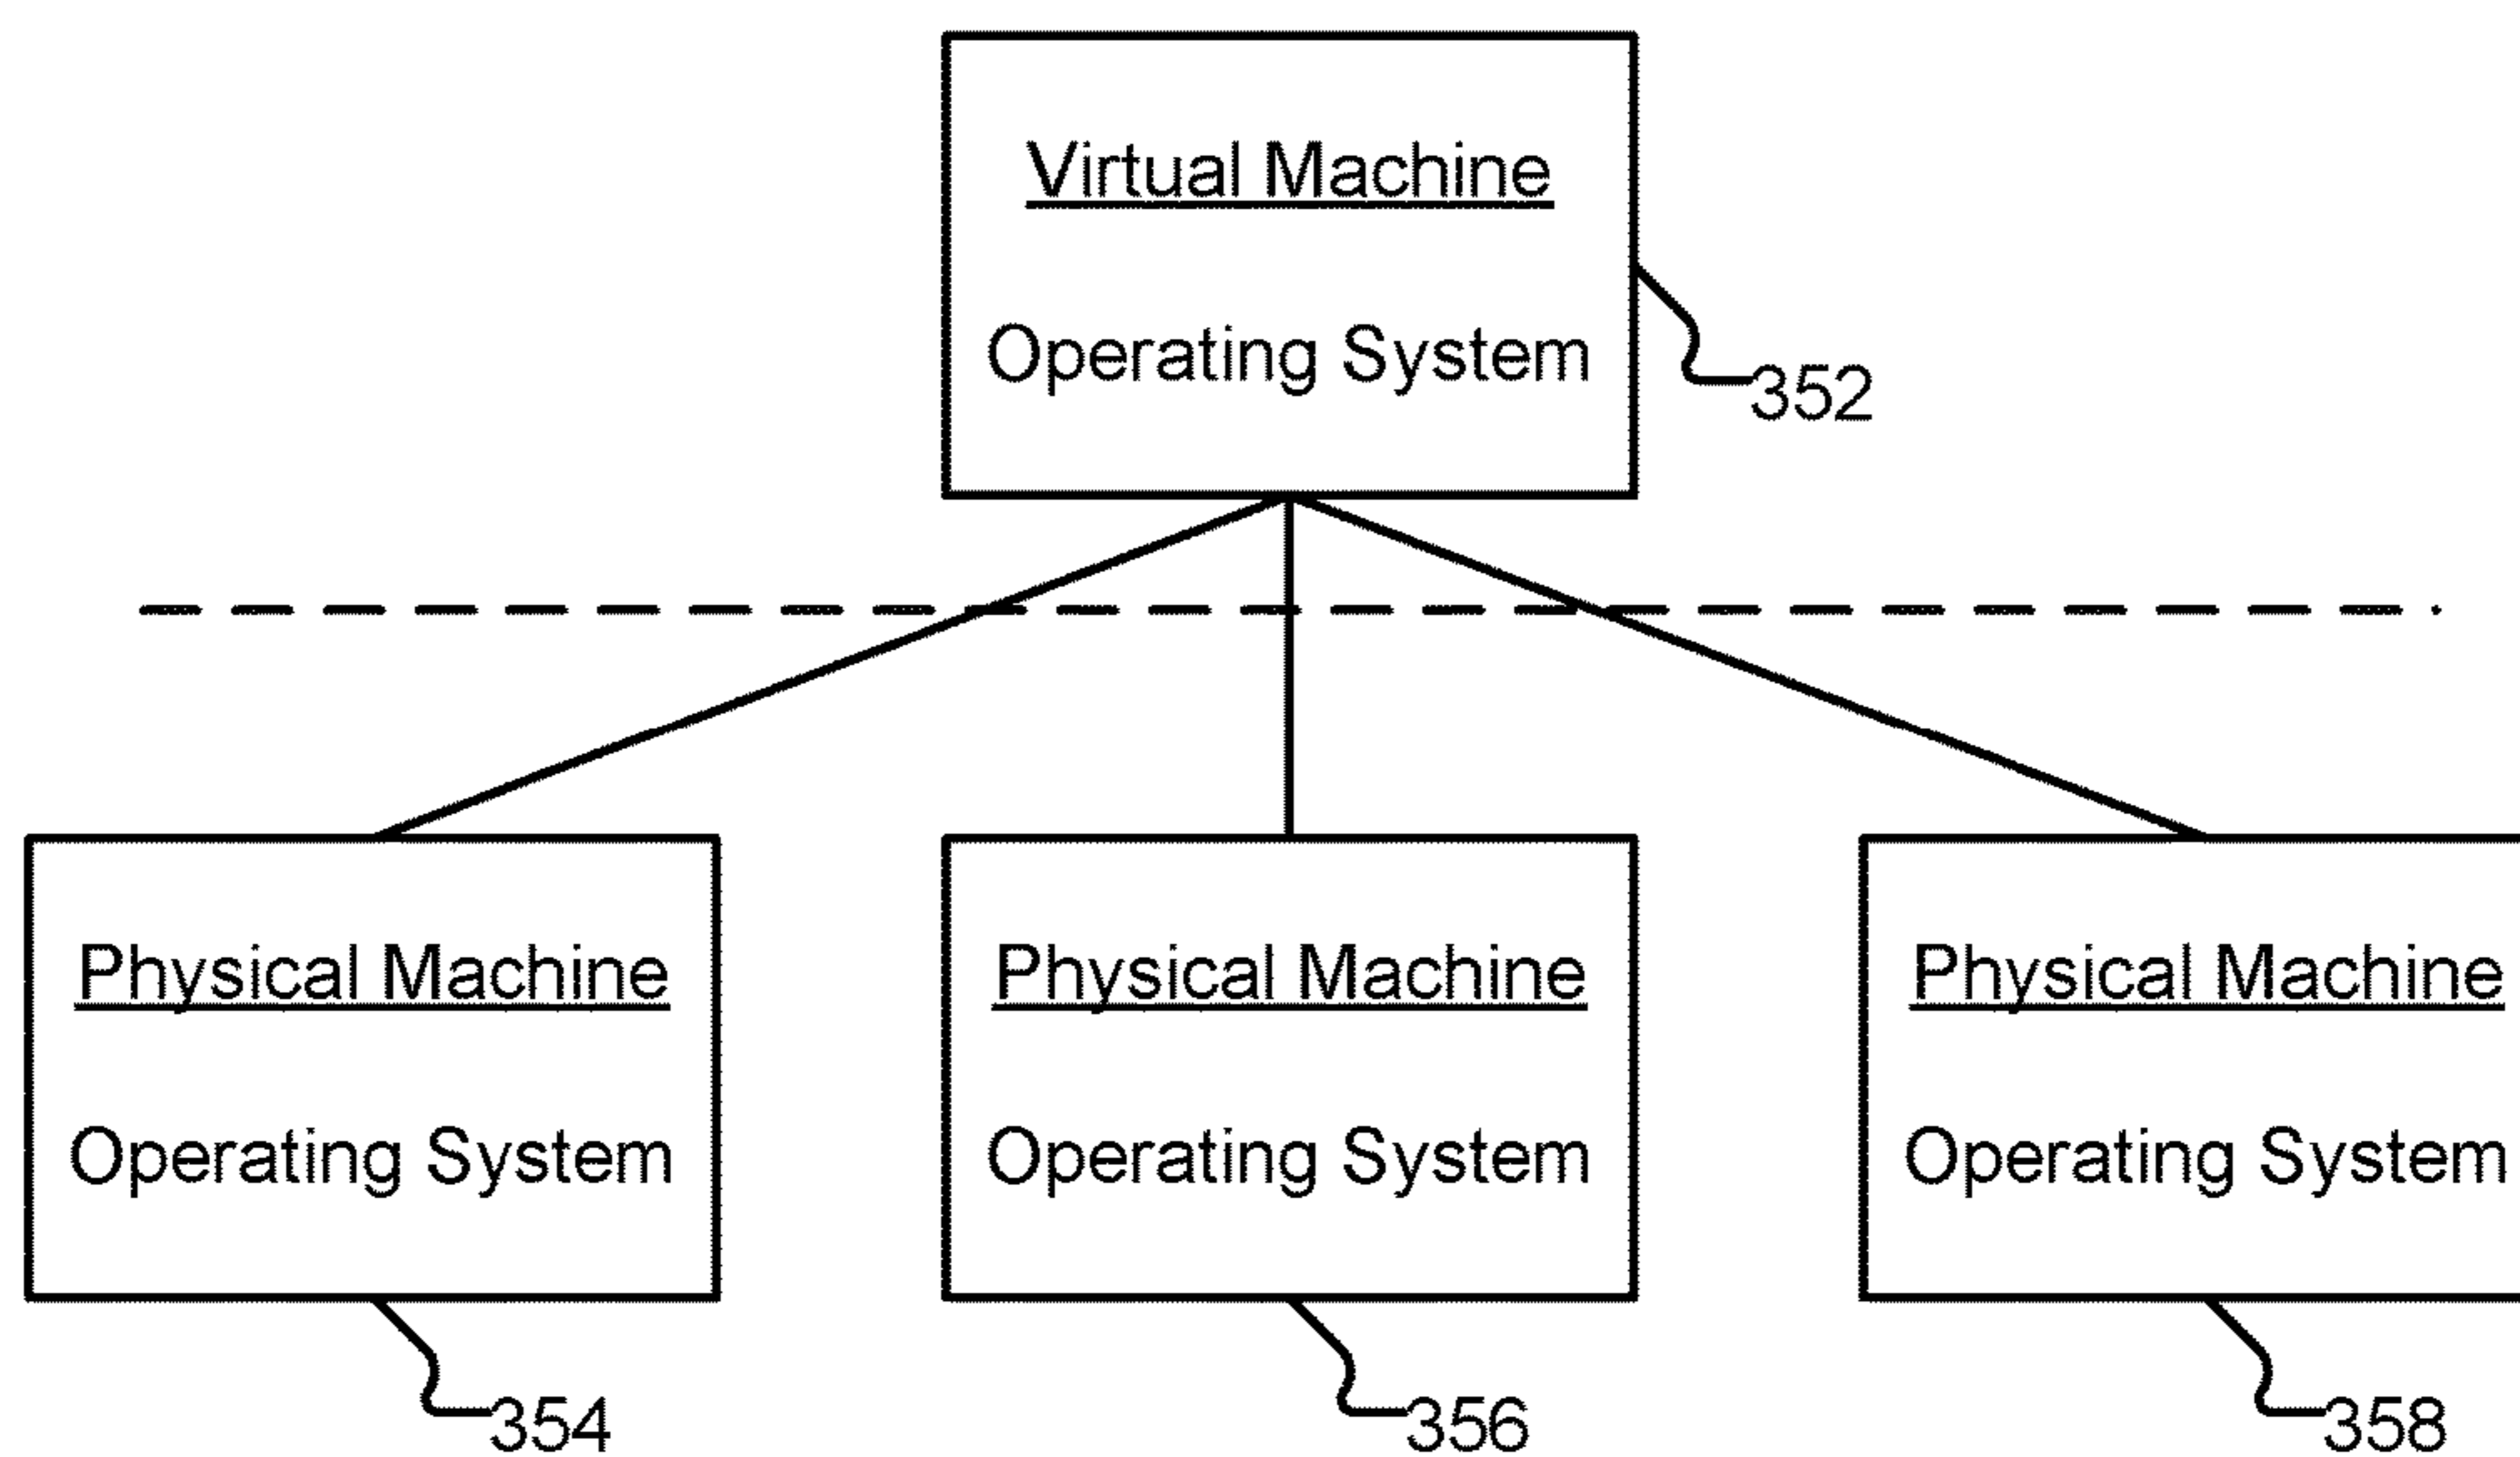 Virtual Machine
Operating System
352
Physical Machine
Operating System
354
Physical Machine
Operating System
356
Physical Machine
Operating System
358